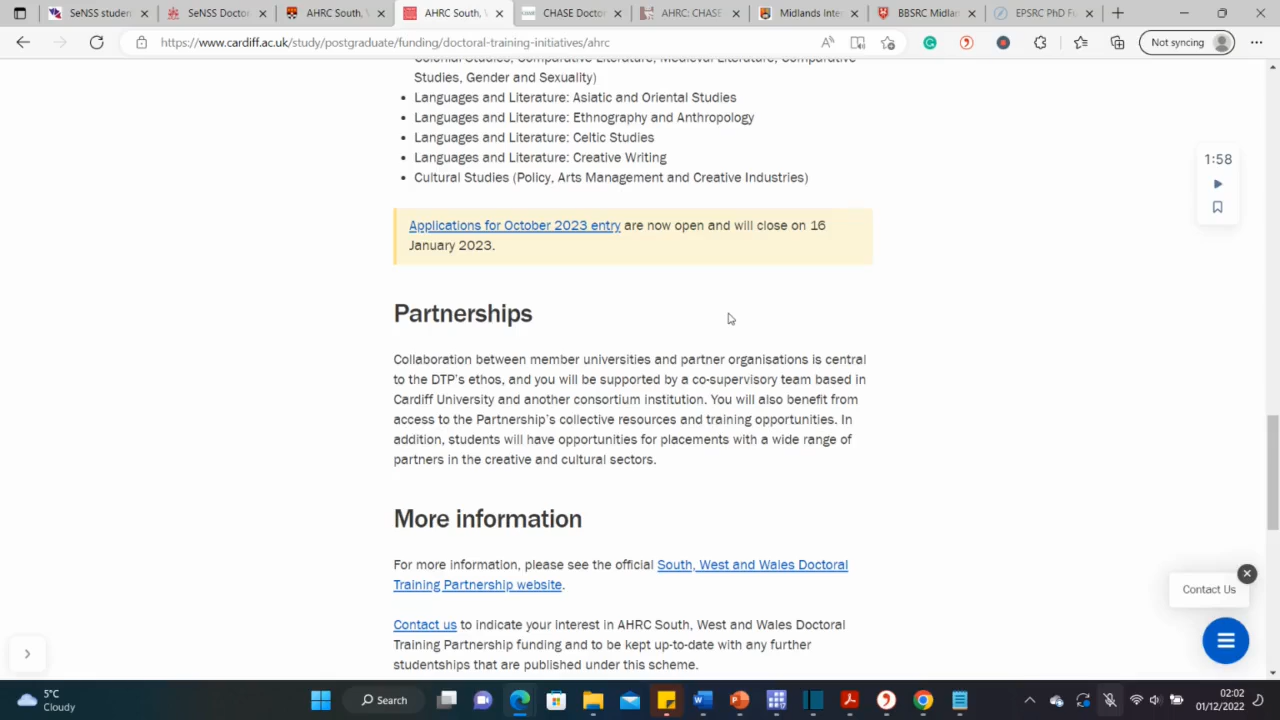 SeNSS studen
SeNSS Doctor
AHRC South, \
AHRC South, \
CHASE Doctor
AHRC: CHASE
Midlands Inte
BBSRC Midlan
EPSRC PhD Fu
https://www.cardiff.ac.uk/study/postgraduate/funding/doctoral-training-initiatives/ahrc
Not syncing
Colonial Studies, Comparative Literature, Medieval Literature, Comparative
Studies, Gender and Sexuality)
• Languages and Literature: Asiatic and Oriental Studies
• Languages and Literature: Ethnography and Anthropology
• Languages and Literature: Celtic Studies
• Languages and Literature: Creative Writing
• Cultural Studies (Policy, Arts Management and Creative Industries)
1:58
Applications for October 2023 entry are now open and will close on 16
January 2023.
Partnerships
Collaboration between member universities and partner organisations is central
to the DTP's ethos, and you will be supported by a co-supervisory team based in
Cardiff University and another consortium institution. You will also benefit from
access to the Partnership's collective resources and training opportunities. In
addition, students will have opportunities for placements with a wide range of
partners in the creative and cultural sectors.
More information
For more information, please see the official South, West and Wales Doctoral
Training Partnership website.
Contact us to indicate your interest in AHRC South, West and Wales Doctoral
Training Partnership funding and to be kept up-to-date with any further
studentships that are published under this scheme.
Contact Us
5°C
Cloudy
Search
02:02
01/12/2022